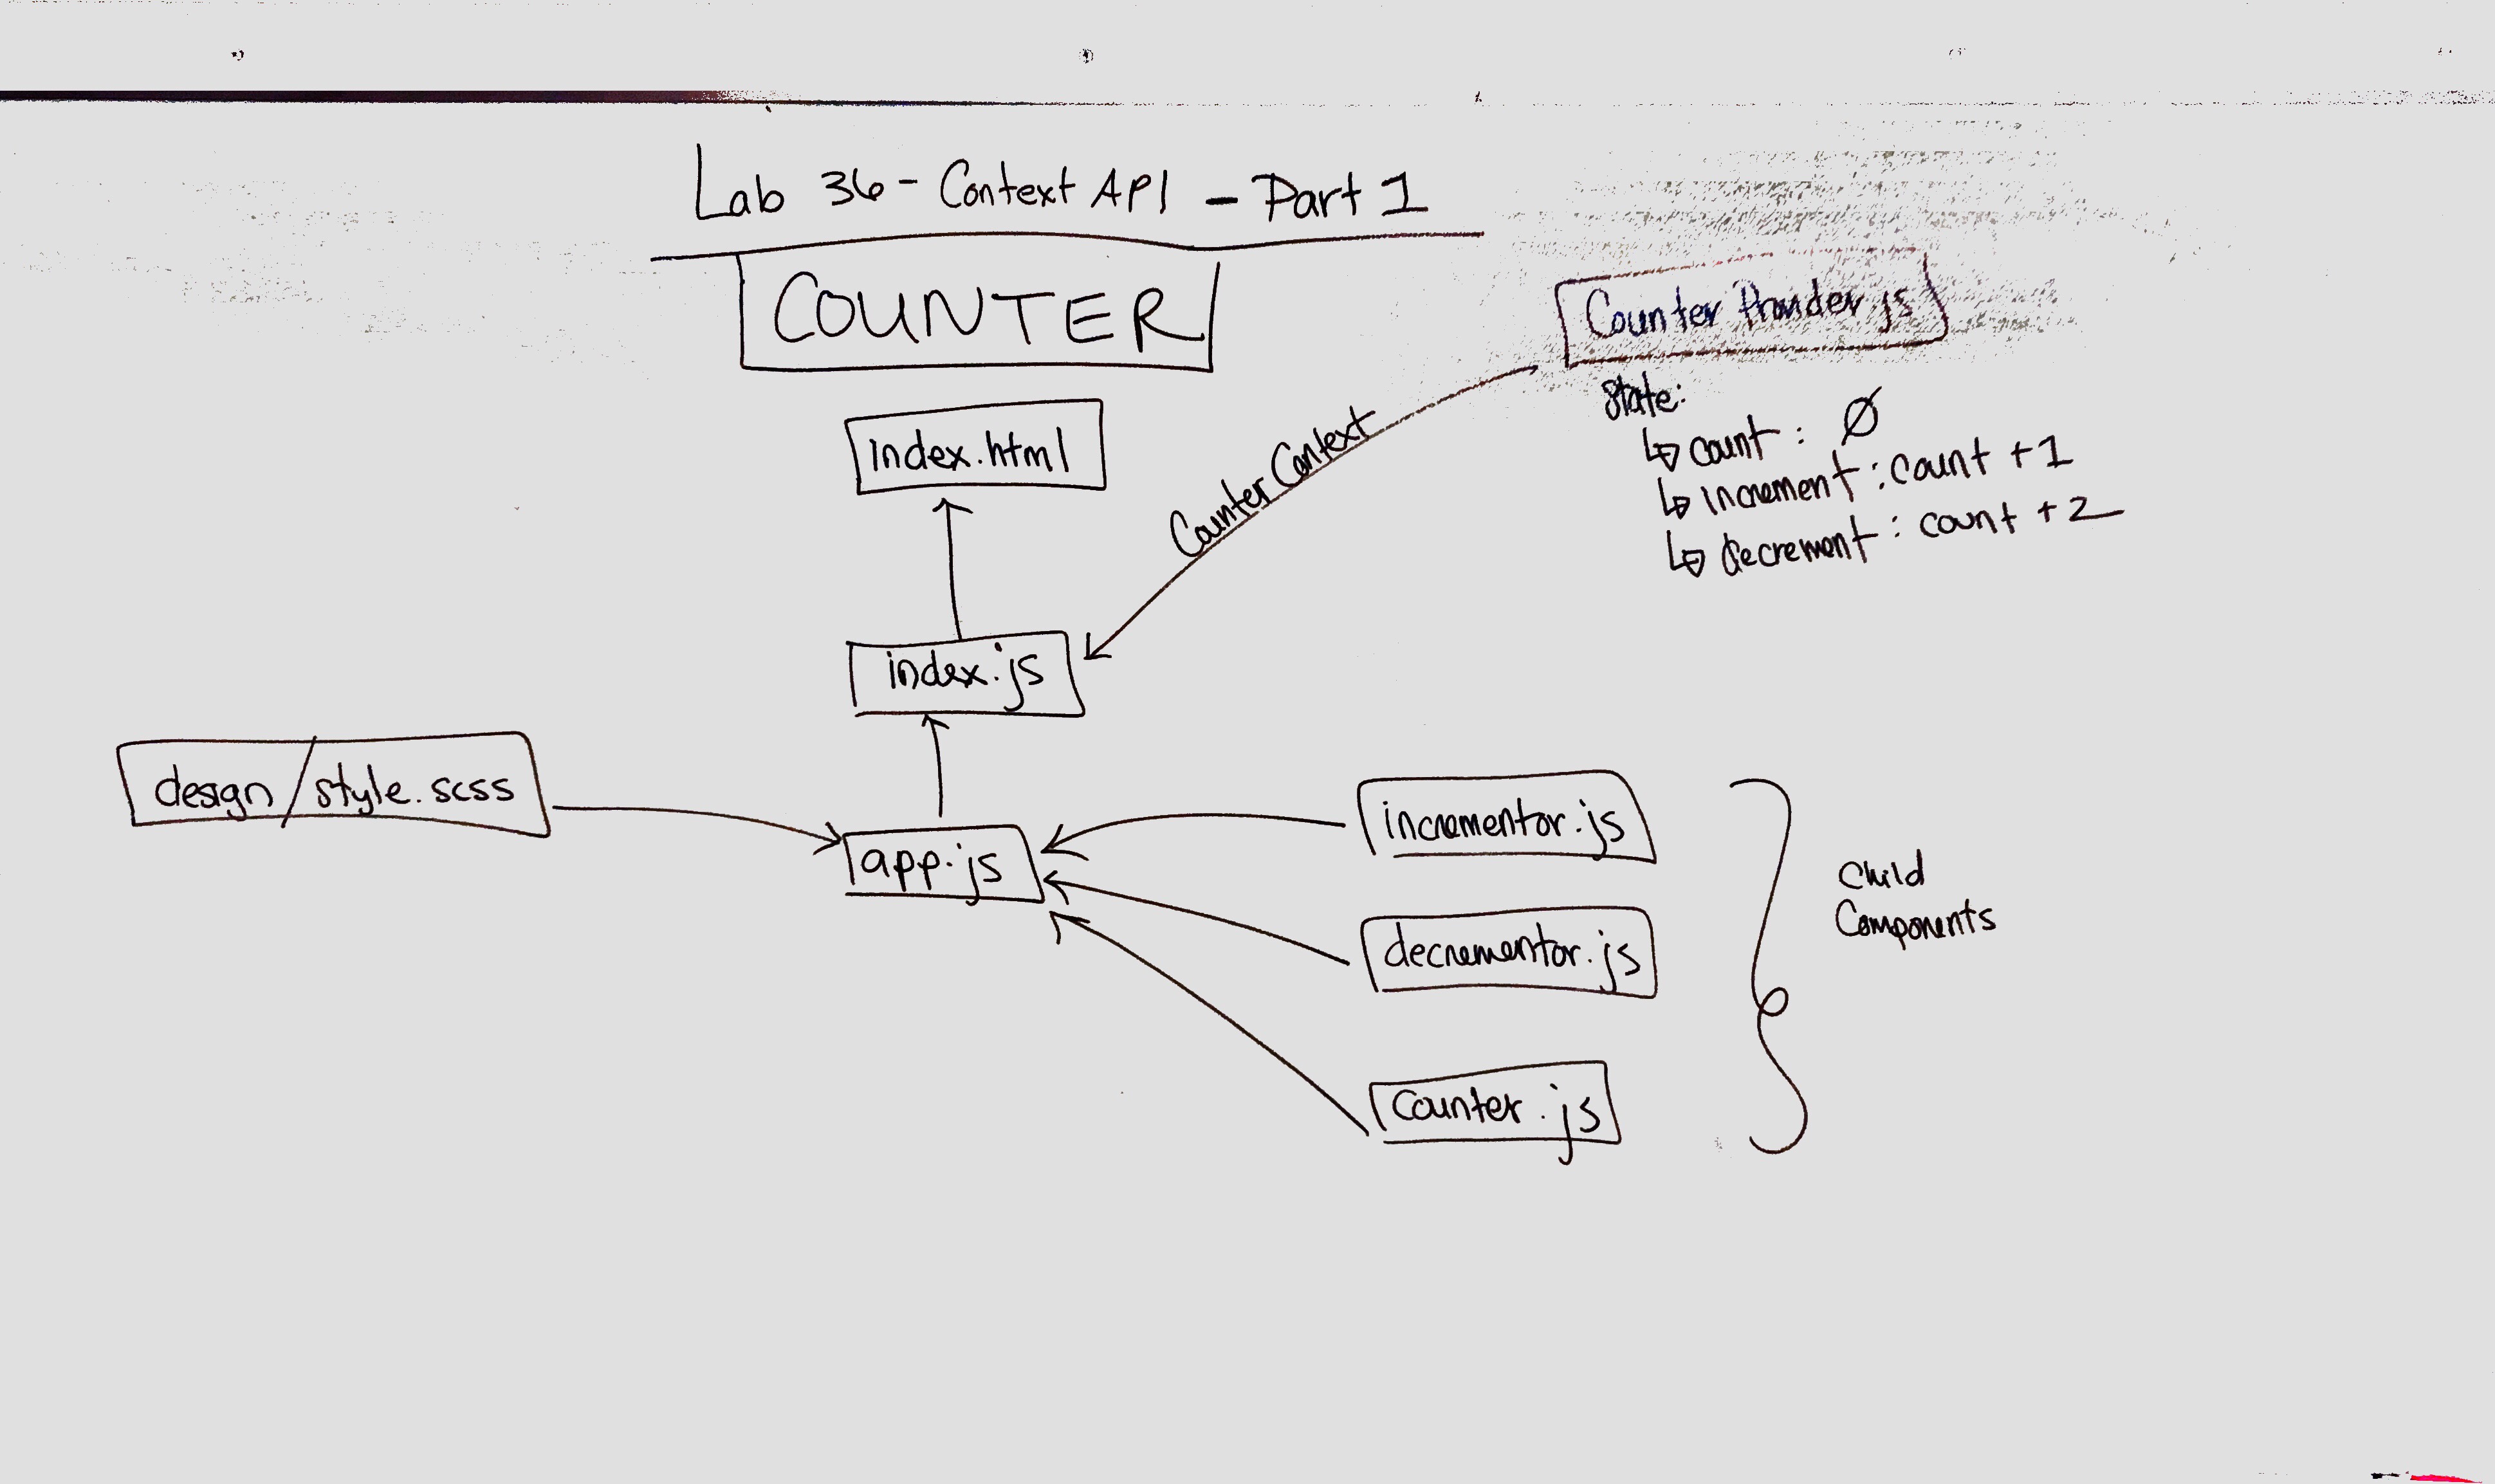 Lab 36 - Context API - Part 1
COUNTER
Counter Provider.js
State:
↳ count : Ø
↳ increment : count + 1
↳ decrement : count + 2
index.html
Counter Context
index.js
design/style.scss
app.js
incrementor.js
decrementor.js
counter.js
Child
Components